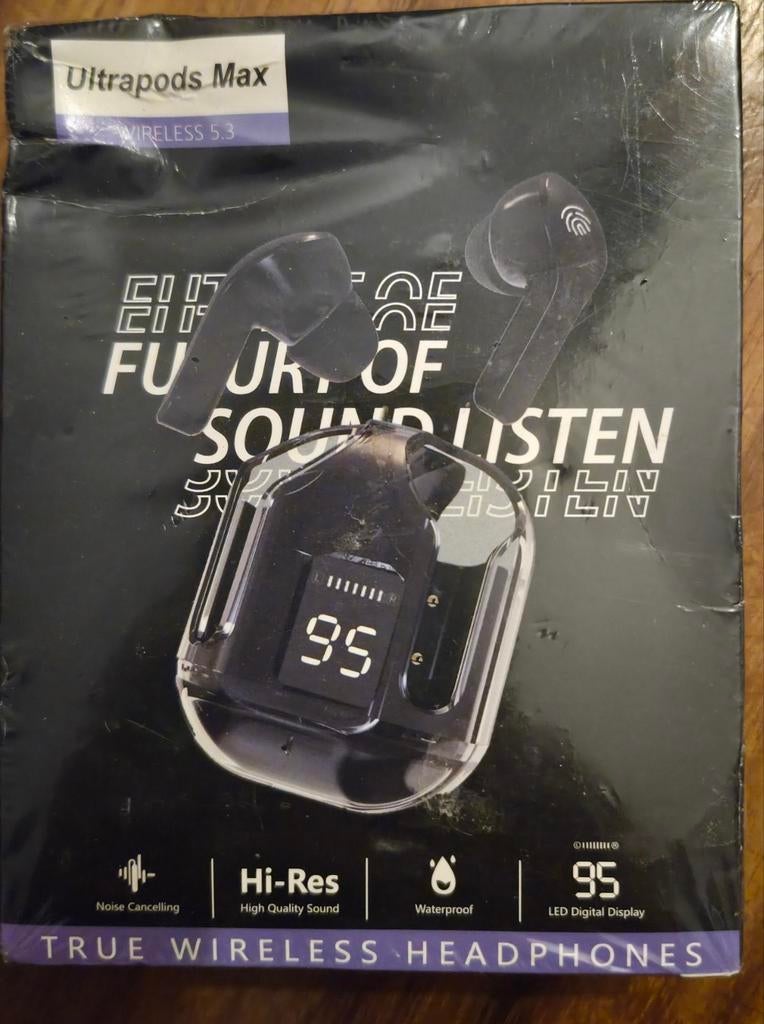 Ultrapods Max
WIRELESS 5.3
FUTURY OF
SOUND LISTEN
L R
95
Noise Cancelling
Hi-Res
High Quality Sound
Waterproof
95
LED Digital Display
TRUE WIRELESS HEADPHONES